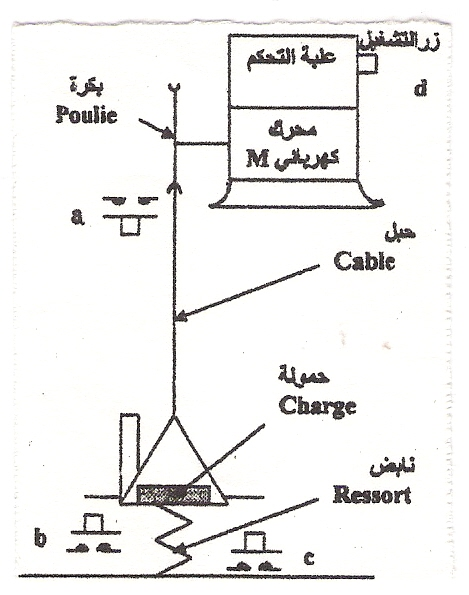 زر التشغيل
علبة التحكم
d
بكرة
Poulie
محرك
كهربائي M
a
حبل
Cable
حمولة
Charge
نابض
Ressort
b
c